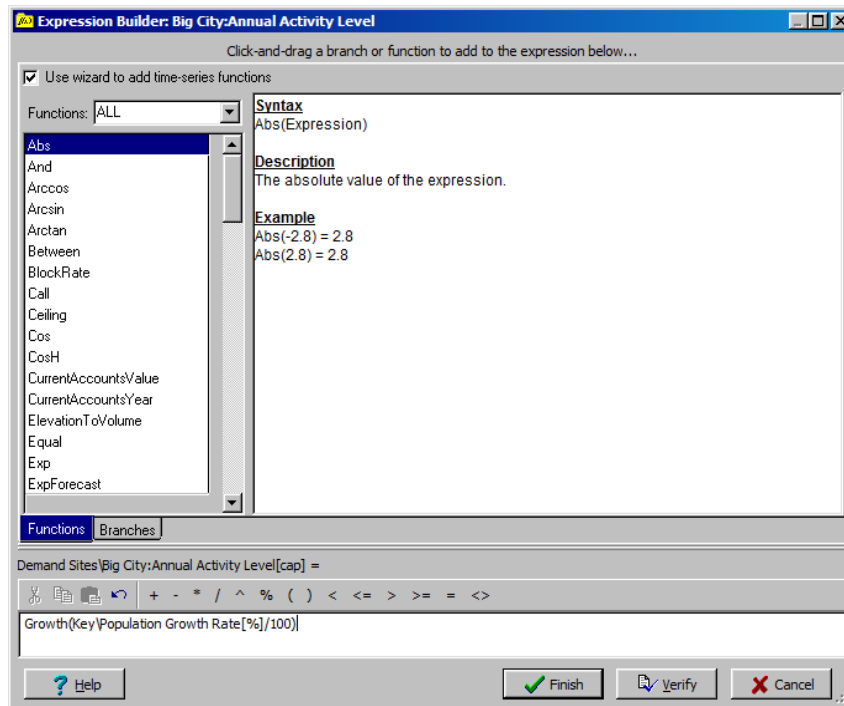 Expression Builder: Big City:Annual Activity Level
Click-and-drag a branch or function to add to the expression below...
Use wizard to add time-series functions
Functions: ALL
Abs
And
Arccos
Arcsin
Arctan
Between
BlockRate
Call
Ceiling
Cos
CosH
CurrentAccountsValue
CurrentAccountsYear
ElevationToVolume
Equal
Exp
ExpForecast
Syntax
Abs(Expression)
Description
The absolute value of the expression.
Example
Abs(-2.8) = 2.8
Abs(2.8) = 2.8
Functions Branches
Demand Sites\Big City:Annual Activity Level[cap] =
+ - * / ^ % ( ) < <= > >= = <>
Growth(Key\Population Growth Rate[%]/100)
? Help Finish Verify Cancel